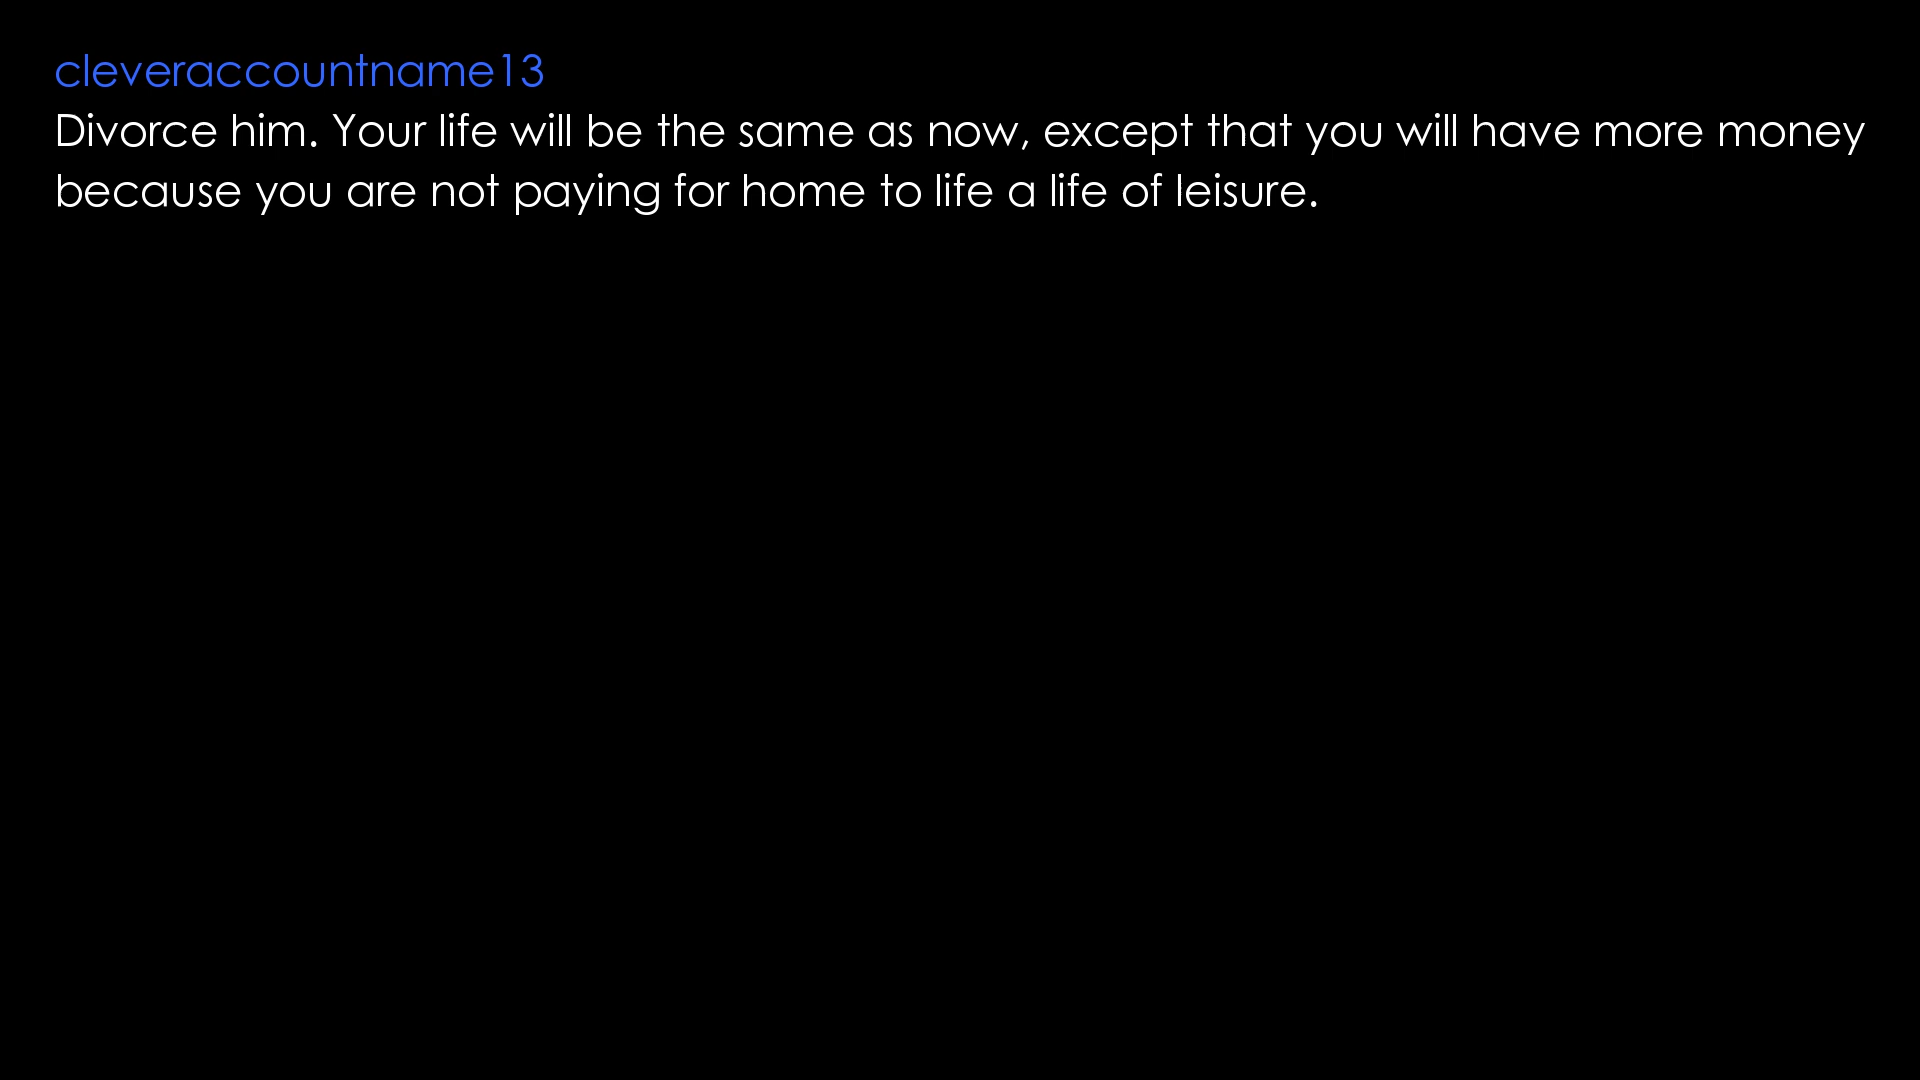 cleveraccountname13
Divorce him. Your life will be the same as now, except that you will have more money
because you are not paying for home to life a life of leisure.